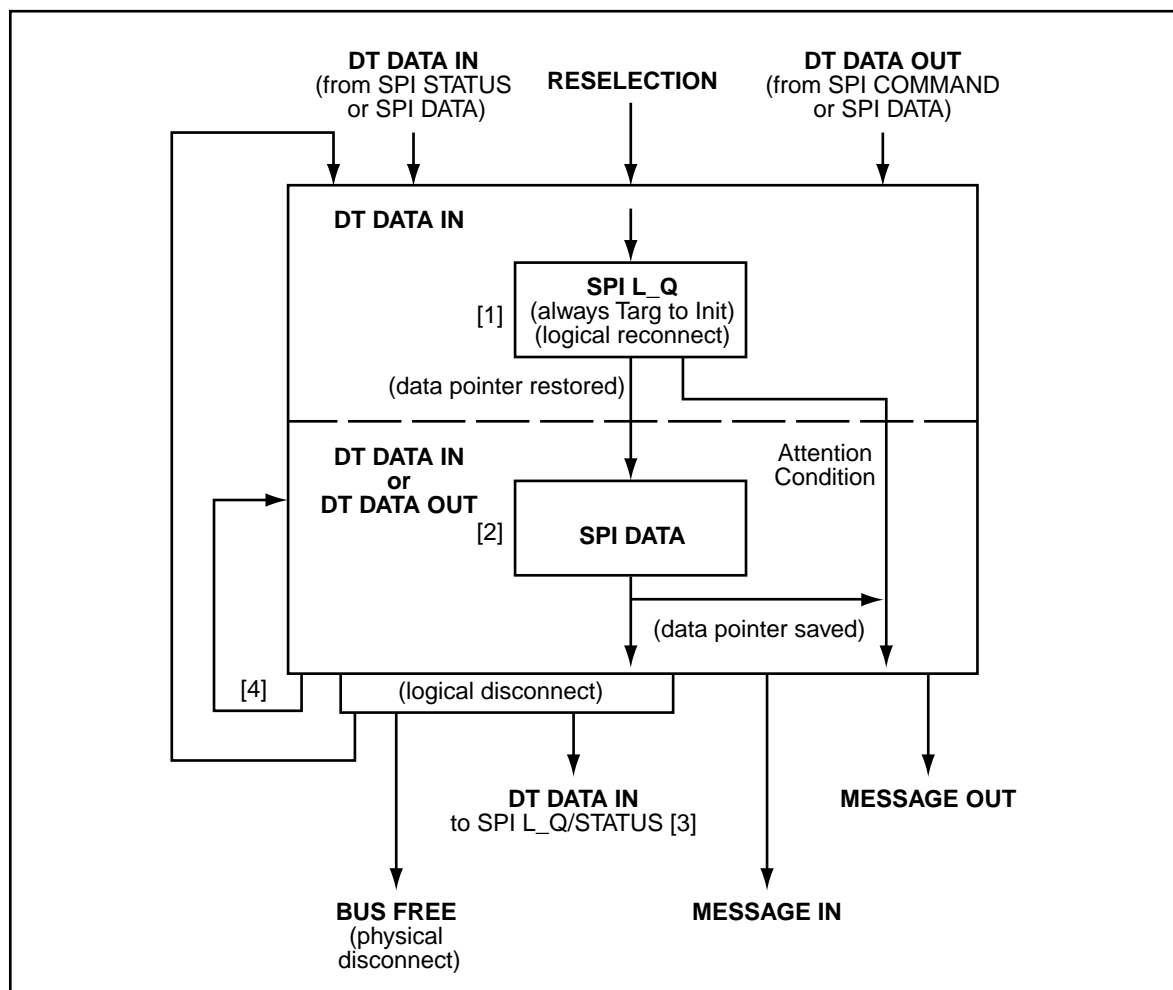 DT DATA IN
(from SPI STATUS
or SPI DATA)
RESELECTION
DT DATA OUT
(from SPI COMMAND
or SPI DATA)
DT DATA IN
SPI L_Q
(always Targ to Init)
(logical reconnect)
[1]
(data pointer restored)
DT DATA IN
or
DT DATA OUT
Attention
Condition
[2]
SPI DATA
(data pointer saved)
[4]
(logical disconnect)
DT DATA IN
to SPI L_Q/STATUS [3]
MESSAGE OUT
BUS FREE
(physical
disconnect)
MESSAGE IN